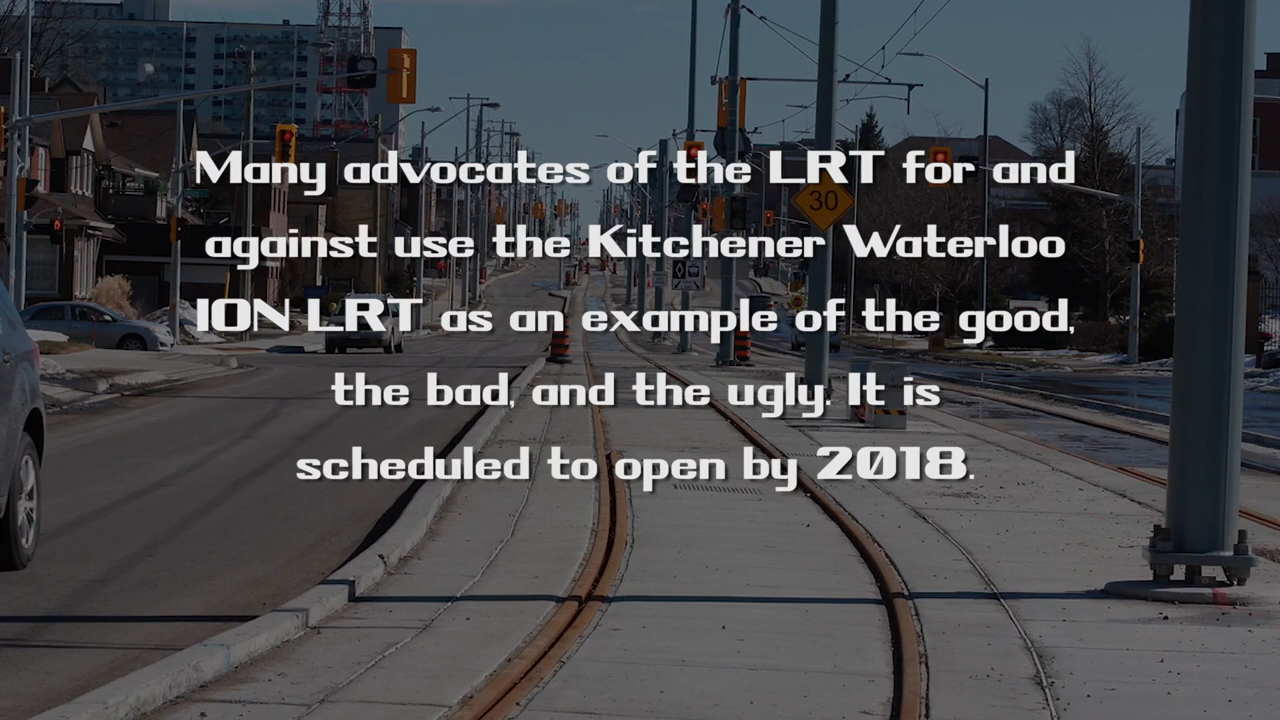 Many advocates of the LRT for and
30
against use the Kitchener Waterloo
ION LRT as an example of the good,
the bad, and the ugly. It is
scheduled to open by 2018.